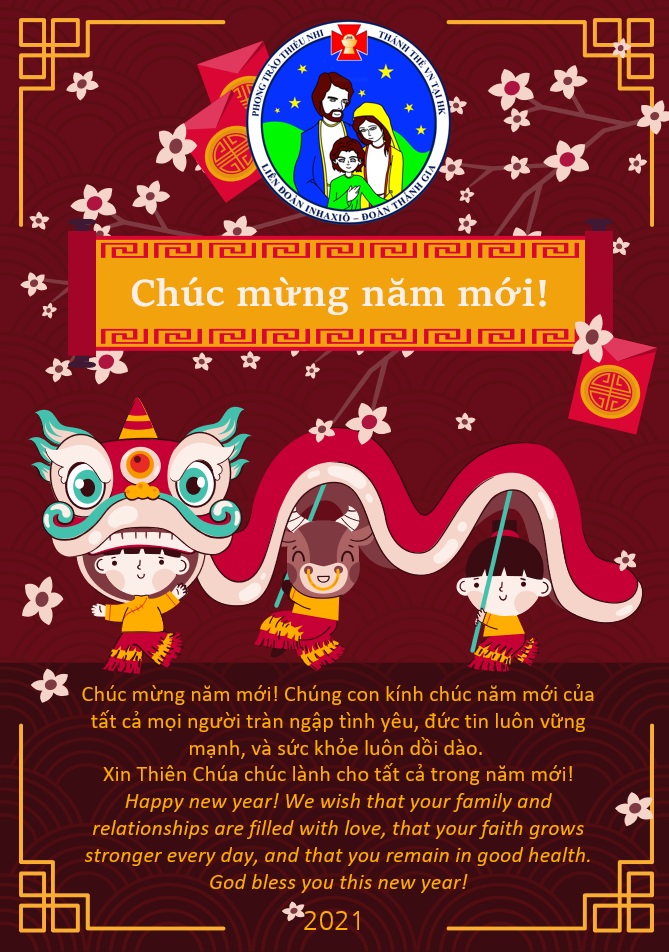 PHONG TRÀO THIẾU NHI THÁNH THỂ VN TẠI HK
LIÊN ĐOÀN INHAXIÔ – ĐOÀN THÁNH GIA
Chúc mừng năm mới!
Chúc mừng năm mới! Chúng con kính chúc năm mới của
tất cả mọi người tràn ngập tình yêu, đức tin luôn vững
mạnh, và sức khỏe luôn dồi dào.
Xin Thiên Chúa chúc lành cho tất cả trong năm mới!
Happy new year! We wish that your family and
relationships are filled with love, that your faith grows
stronger every day, and that you remain in good health.
God bless you this new year!
2021